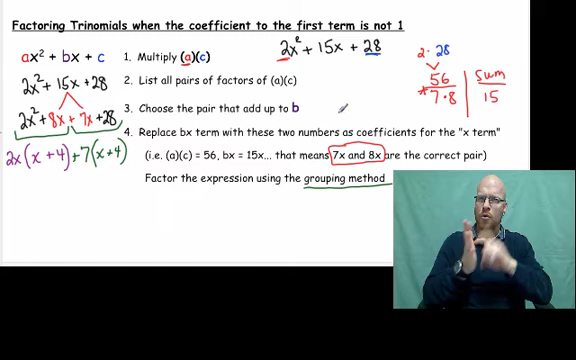 Factoring Trinomials when the coefficient to the first term is not 1
ax² + bx + c
2x² + 15x + 28
2x² + 8x + 7x + 28
2x(x + 4) + 7(x + 4)
1. Multiply (a)(c)
2. List all pairs of factors of (a)(c)
3. Choose the pair that add up to b
4. Replace bx term with these two numbers as coefficients for the "x term"
(i.e. (a)(c) = 56, bx = 15x... that means 7x and 8x are the correct pair)
Factor the expression using the grouping method
2x² + 15x + 28
2 · 28
56 | Sum
*7 · 8 | 15